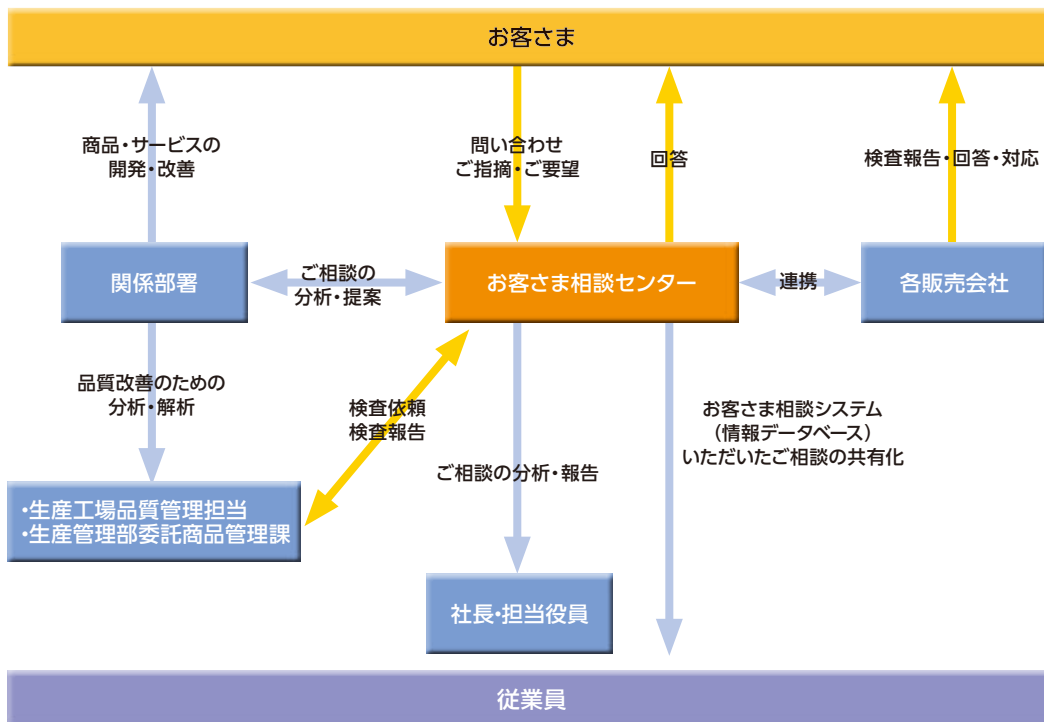 お客さま
商品・サービスの
開発・改善
問い合わせ
ご指摘・ご要望
回答
検査報告・回答・対応
関係部署
ご相談の
分析・提案
お客さま相談センター
連携
各販売会社
品質改善のための
分析・解析
検査依頼
検査報告
お客さま相談システム
（情報データベース）
いただいたご相談の共有化
ご相談の分析・報告
・生産工場品質管理担当
・生産管理部委託商品管理課
社長・担当役員
従業員